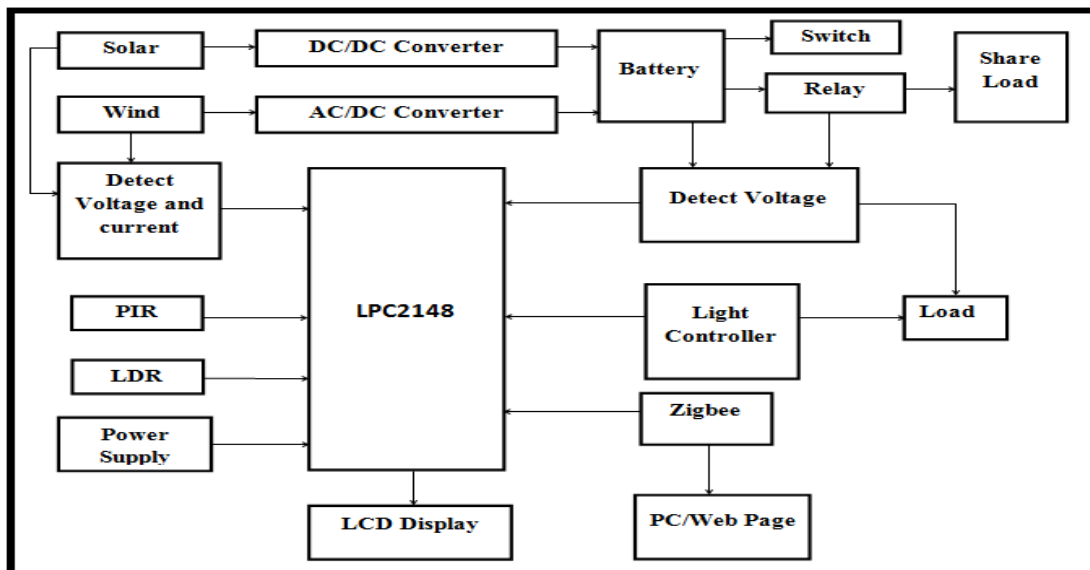 Solar
DC/DC Converter
Battery
Switch
Share
Load
Relay
Wind
AC/DC Converter
Detect
Voltage and
current
LPC2148
Detect Voltage
PIR
Light
Controller
Load
LDR
Zigbee
Power
Supply
LCD Display
PC/Web Page